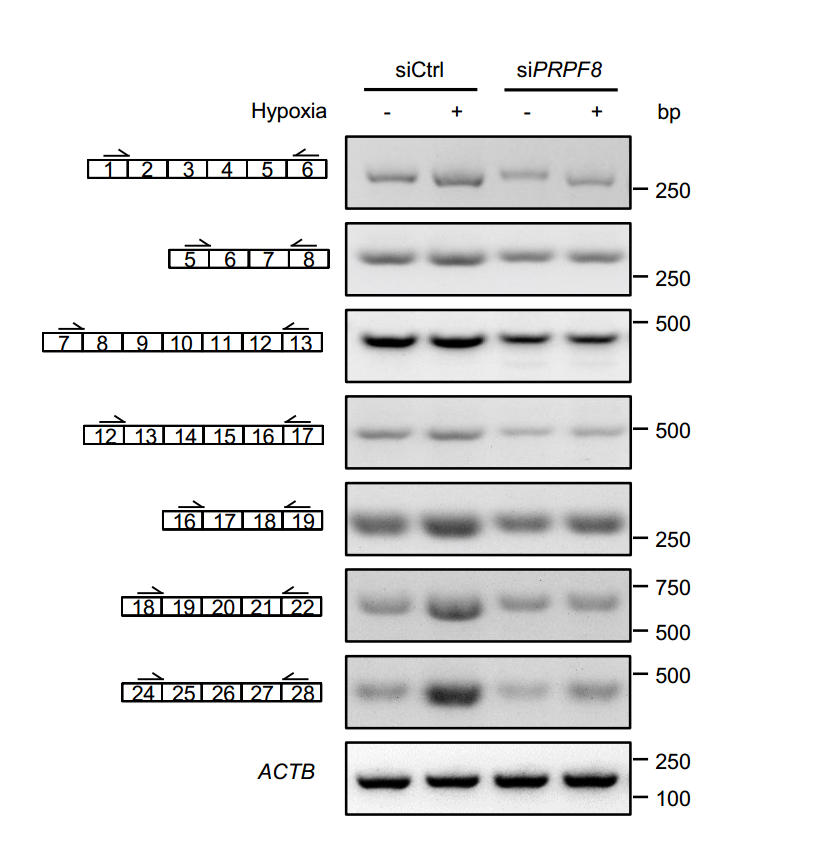 siCtrl siPRPF8
Hypoxia - + - + bp
1 2 3 4 5 6
250
5 6 7 8
250
500
7 8 9 10 11 12 13
12 13 14 15 16 17 500
16 17 18 19
250
750
18 19 20 21 22
500
500
24 25 26 27 28
ACTB 250
100